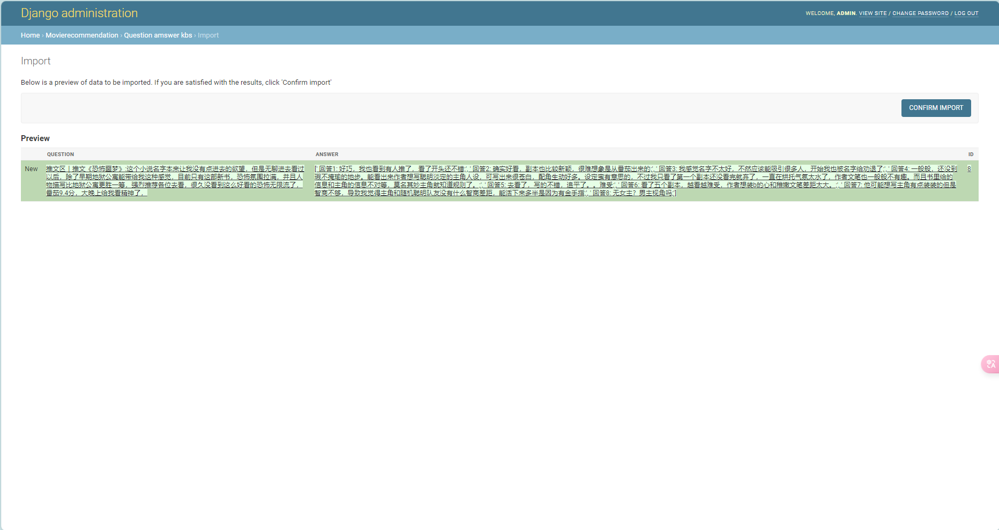 Django administration
WELCOME, ADMIN. VIEW SITE / CHANGE PASSWORD / LOG OUT
Home › Movierecommendation › Question amswer kbs › Import
Import
Below is a preview of data to be imported. If you are satisfied with the results, click 'Confirm import'
CONFIRM IMPORT
Preview
QUESTION ANSWER ID
New
推文区 | 推文《恐怖噩梦》:这个小说名字本来让我没有点进去的欲望，但是无聊进去看过
以后，除了早期地狱公寓能带给我这种感觉，目前只有这部新书，恐怖氛围拉满，并且人
物描写比地狱公寓更胜一筹，强烈推荐各位去看，很久没看到这么好看的恐怖无限流了，
番茄9.4分，大晚上给我看精神了，
[' 回答1: 好巧，我也看到有人推了，看了开头还不错;', ' 回答2: 确实好看，副本也比较新颖，很难想象是从番茄出来的;', ' 回答3: 我感觉名字不太好，不然应该能吸引很多人，开始我也被名字给劝退了;', ' 回答4: 一般般，还没到
瑕不掩瑜的地步。能看出来作者想写聪明淡定的主角人设，可写出来很苍白，配角生动好多。设定蛮有意思的，不过我只看了第一个副本还没看完就弃了，一直在烘托气氛太水了，作者文笔也一般般不有趣。而且书里给的
信息和主角的信息不对等，莫名其妙主角就知道规则了。;', ' 回答5: 去看了，写的不错，追平了。。难受;', ' 回答6: 看了五个副本，越看越难受，作者想装b的心和稚嫩文笔差距太大。;', ' 回答7: 他可能想写主角有点装装的但是
智商不够，导致我觉得主角和随机聪明队友没有什么智商差距，能活下来多半是因为有金手指;', ' 回答8: 无女主？男主视角吗;']
8
中
A